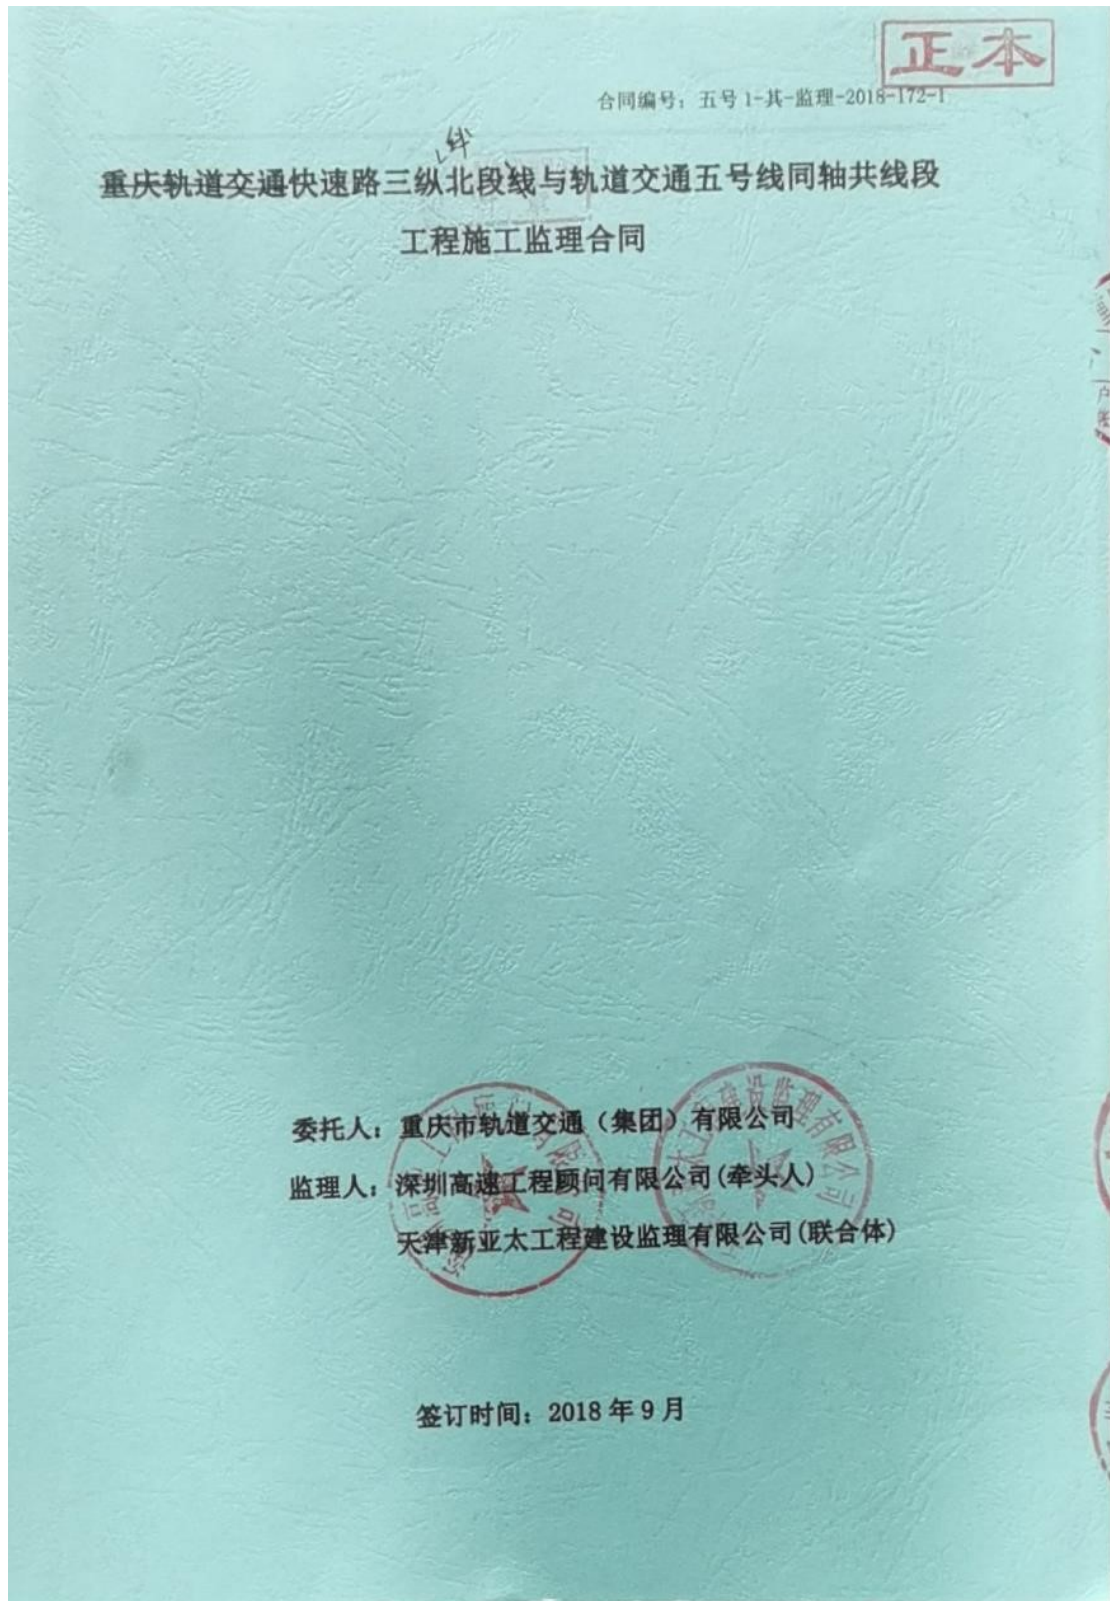 正本
合同编号：五号1-其-监理-2018-172-1
线
重庆轨道交通快速路三纵北段线与轨道交通五号线同轴共线段
工程施工监理合同
委托人：重庆市轨道交通（集团）有限公司
监理人：深圳高速工程顾问有限公司(牵头人)
天津新亚太工程建设监理有限公司(联合体)
签订时间：2018年9月